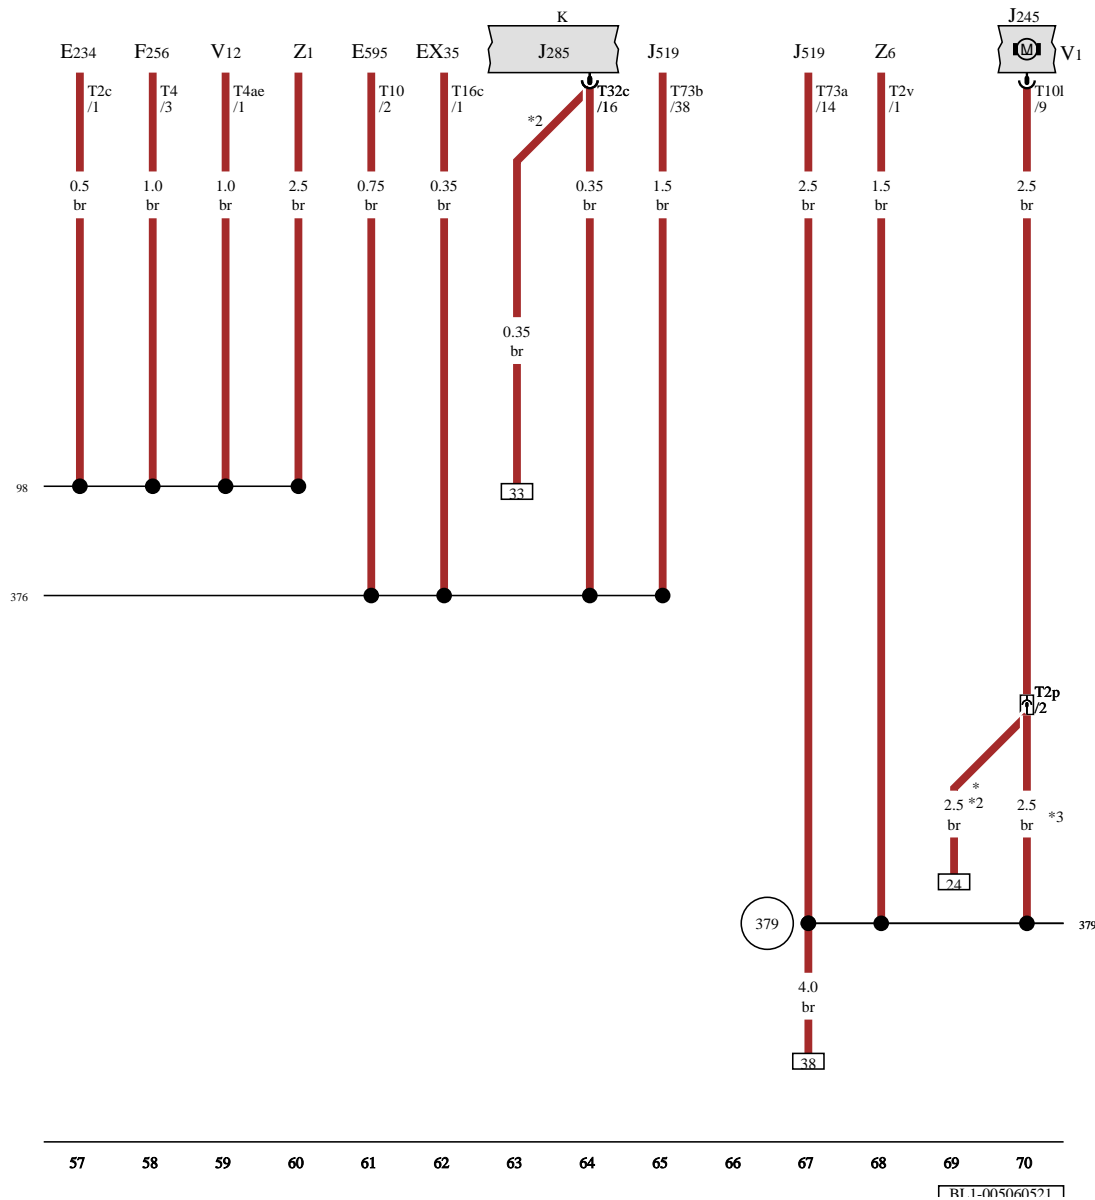 K
J245
E234 F256 V12 Z1 E595 EX35 J285 J519 J519 Z6 M V1
T2c T4 T4ae T10 T16c T32c T73b T73a T2v T10l
/1 /3 /1 /2 /1 /16 /38 /14 /1 /9
*2
0.5 1.0 1.0 2.5 0.75 0.35 0.35 1.5 2.5 1.5 2.5
br br br br br br br br br br br
0.35
br
98 33
376
T2p
/2
*
2.5 *2 2.5 *3
br br
24
379 379
4.0
br
38
57 58 59 60 61 62 63 64 65 66 67 68 69 70
BL1-005060521